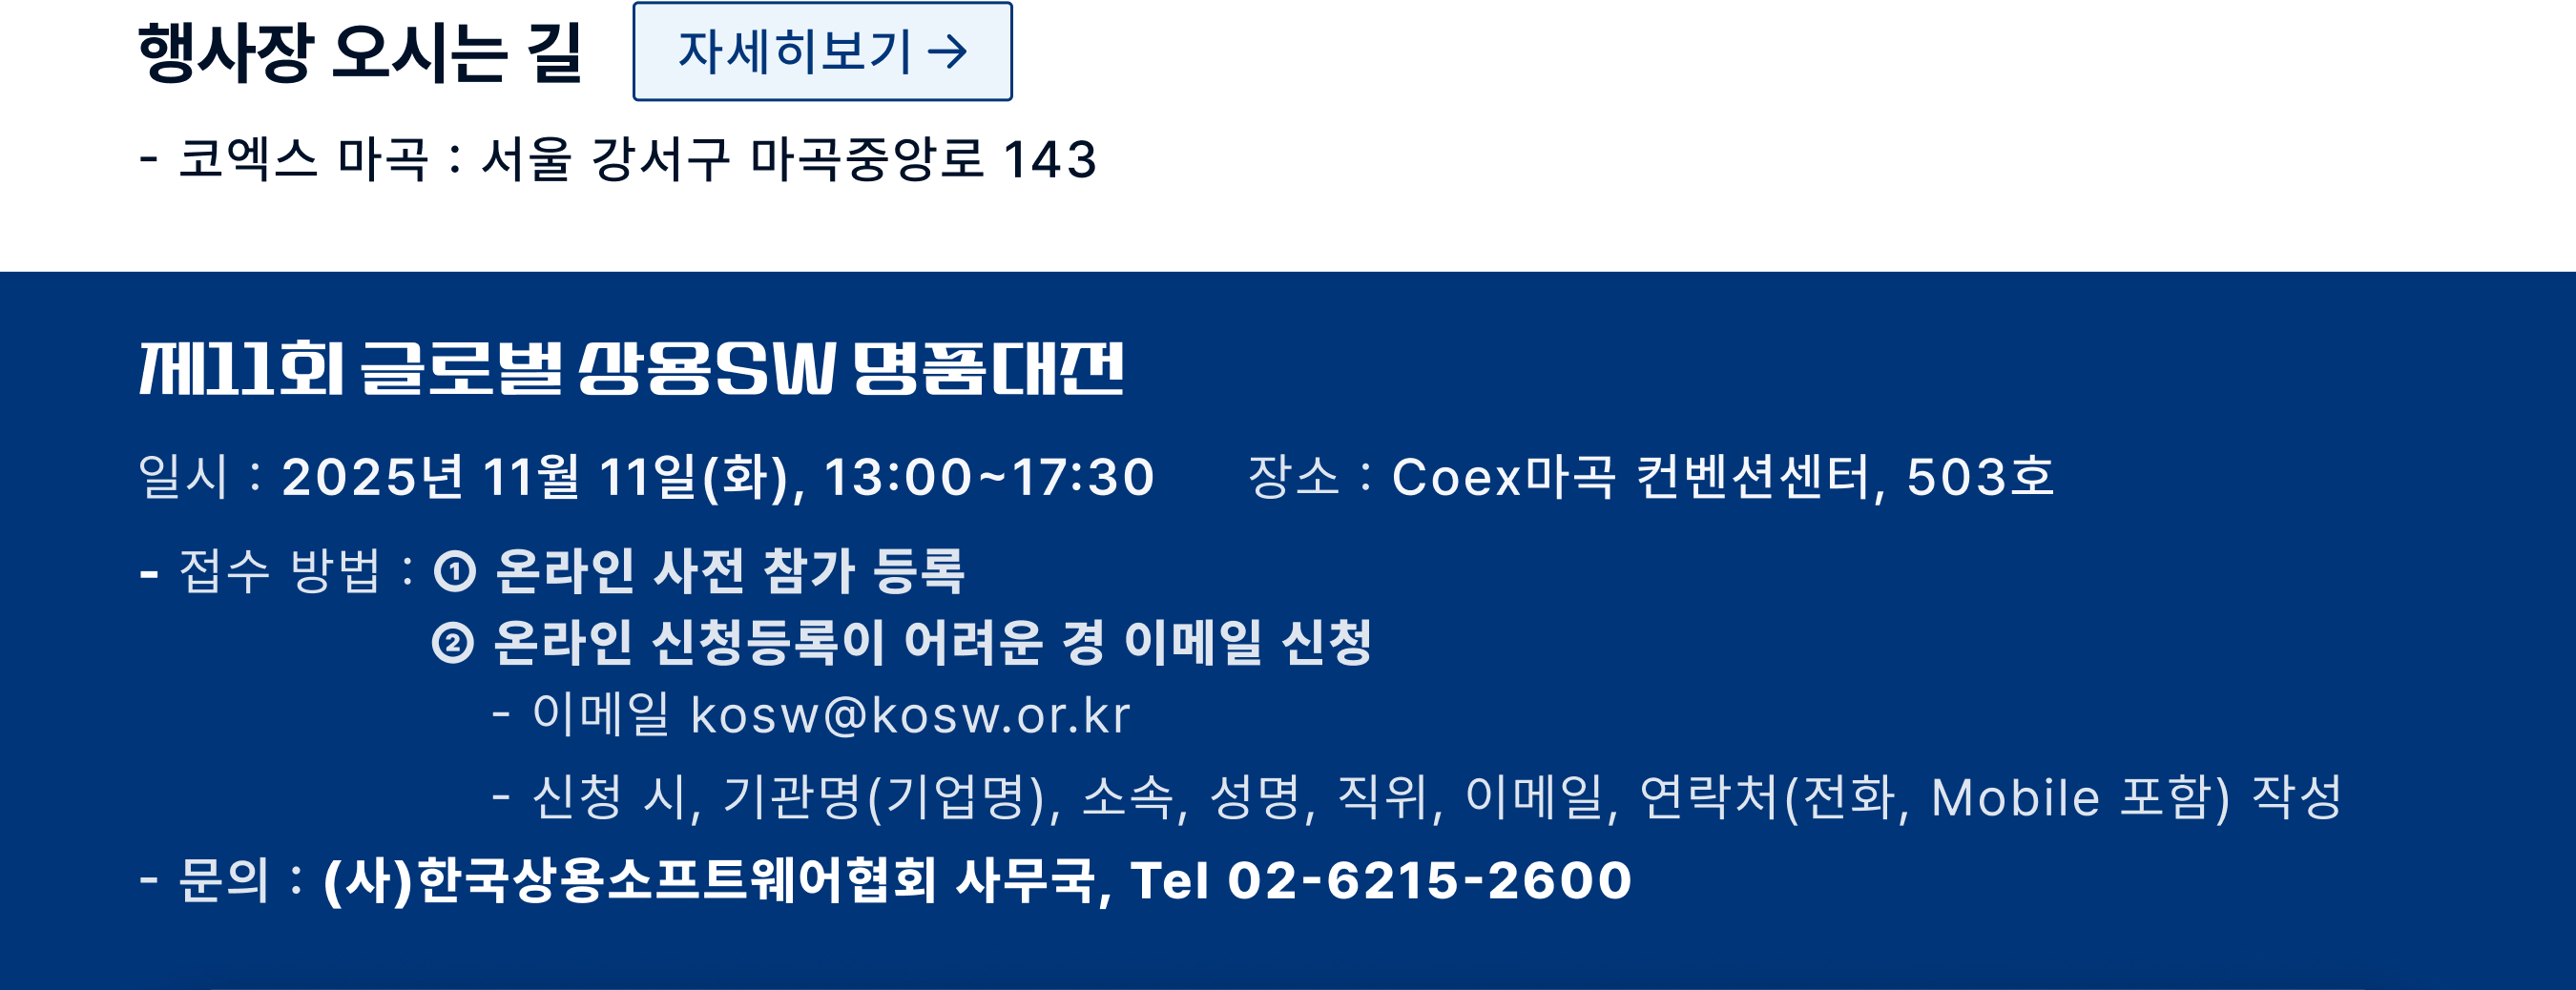 행사장 오시는 길 자세히보기 →
- 코엑스 마곡 : 서울 강서구 마곡중앙로 143
제11회 글로벌 상용SW 명품대전
일시 : 2025년 11월 11일(화), 13:00~17:30 장소 : Coex마곡 컨벤션센터, 503호
- 접수 방법 : ① 온라인 사전 참가 등록
② 온라인 신청등록이 어려운 경 이메일 신청
- 이메일 kosw@kosw.or.kr
- 신청 시, 기관명(기업명), 소속, 성명, 직위, 이메일, 연락처(전화, Mobile 포함) 작성
- 문의 : (사)한국상용소프트웨어협회 사무국, Tel 02-6215-2600